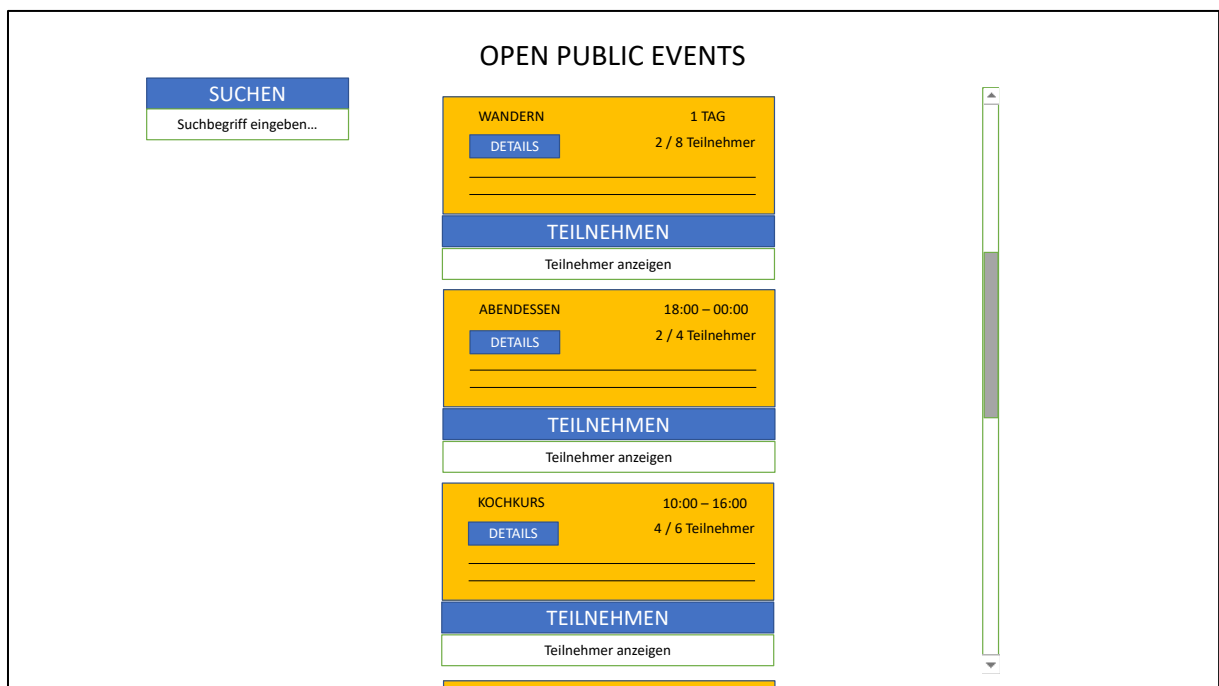 OPEN PUBLIC EVENTS
SUCHEN
Suchbegriff eingeben...
WANDERN 1 TAG
DETAILS 2 / 8 Teilnehmer
TEILNEHMEN
Teilnehmer anzeigen
ABENDESSEN 18:00 – 00:00
DETAILS 2 / 4 Teilnehmer
TEILNEHMEN
Teilnehmer anzeigen
KOCHKURS 10:00 – 16:00
DETAILS 4 / 6 Teilnehmer
TEILNEHMEN
Teilnehmer anzeigen